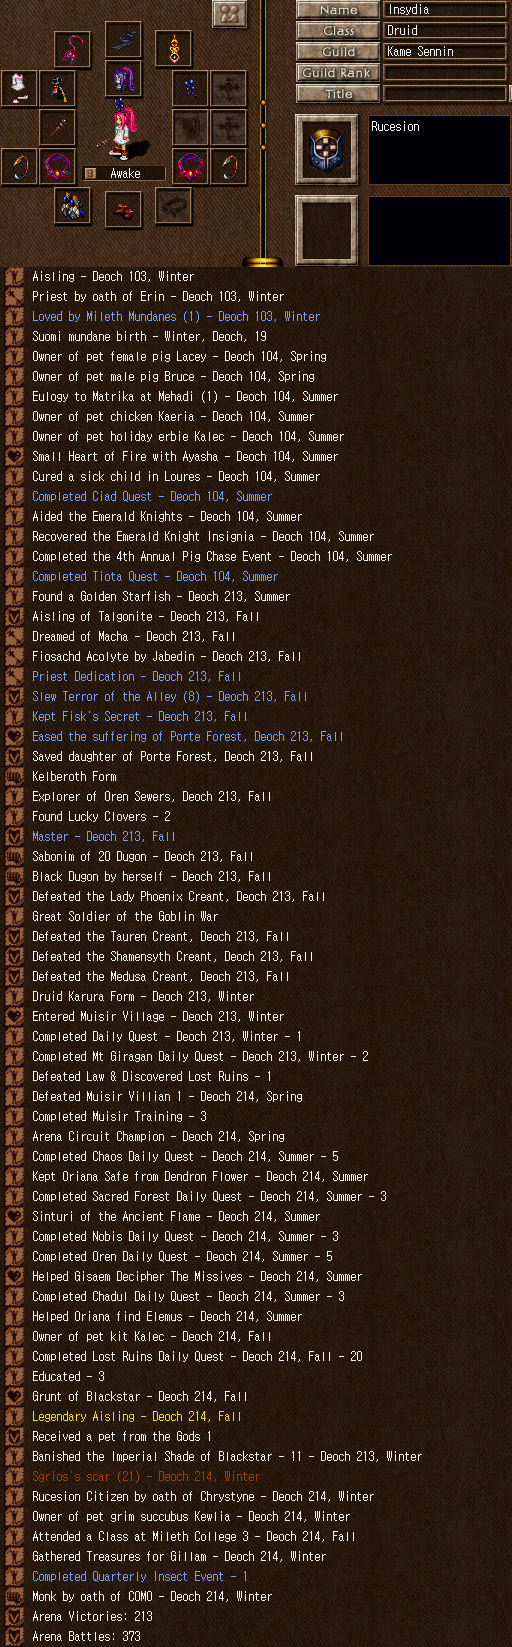 Name
Insydia
Class
Druid
Guild
Kame Sennin
Guild Rank
Title
Rucesion
Awake
Aisling - Deoch 103, Winter
Priest by oath of Erin - Deoch 103, Winter
Loved by Mileth Mundanes (1) - Deoch 103, Winter
Suomi mundane birth - Winter, Deoch, 19
Owner of pet female pig Lacey - Deoch 104, Spring
Owner of pet male pig Bruce - Deoch 104, Spring
Eulogy to Matrika at Mehadi (1) - Deoch 104, Summer
Owner of pet chicken Kaeria - Deoch 104, Summer
Owner of pet holiday erbie Kalec - Deoch 104, Summer
Small Heart of Fire with Ayasha - Deoch 104, Summer
Cured a sick child in Loures - Deoch 104, Summer
Completed Ciad Quest - Deoch 104, Summer
Aided the Emerald Knights - Deoch 104, Summer
Recovered the Emerald Knight Insignia - Deoch 104, Summer
Completed the 4th Annual Pig Chase Event - Deoch 104, Summer
Completed Tiota Quest - Deoch 104, Summer
Found a Golden Starfish - Deoch 213, Summer
Aisling of Talgonite - Deoch 213, Fall
Dreamed of Macha - Deoch 213, Fall
Fiosachd Acolyte by Jabedin - Deoch 213, Fall
Priest Dedication - Deoch 213, Fall
Slew Terror of the Alley (8) - Deoch 213, Fall
Kept Fisk's Secret - Deoch 213, Fall
Eased the suffering of Porte Forest, Deoch 213, Fall
Saved daughter of Porte Forest, Deoch 213, Fall
Kelberoth Form
Explorer of Oren Sewers, Deoch 213, Fall
Found Lucky Clovers - 2
Master - Deoch 213, Fall
Sabonim of 20 Dugon - Deoch 213, Fall
Black Dugon by herself - Deoch 213, Fall
Defeated the Lady Phoenix Creant, Deoch 213, Fall
Great Soldier of the Goblin War
Defeated the Tauren Creant, Deoch 213, Fall
Defeated the Shamensyth Creant, Deoch 213, Fall
Defeated the Medusa Creant, Deoch 213, Fall
Druid Karura Form - Deoch 213, Winter
Entered Muisir Village - Deoch 213, Winter
Completed Daily Quest - Deoch 213, Winter - 1
Completed Mt Giragan Daily Quest - Deoch 213, Winter - 2
Defeated Law & Discovered Lost Ruins - 1
Defeated Muisir Villian 1 - Deoch 214, Spring
Completed Muisir Training - 3
Arena Circuit Champion - Deoch 214, Spring
Completed Chaos Daily Quest - Deoch 214, Summer - 5
Kept Oriana Safe from Dendron Flower - Deoch 214, Summer
Completed Sacred Forest Daily Quest - Deoch 214, Summer - 3
Sinturi of the Ancient Flame - Deoch 214, Summer
Completed Nobis Daily Quest - Deoch 214, Summer - 3
Completed Oren Daily Quest - Deoch 214, Summer - 5
Helped Gisaem Decipher The Missives - Deoch 214, Summer
Completed Chadul Daily Quest - Deoch 214, Summer - 3
Helped Oriana find Elemus - Deoch 214, Summer
Owner of pet kit Kalec - Deoch 214, Fall
Completed Lost Ruins Daily Quest - Deoch 214, Fall - 20
Educated - 3
Grunt of Blackstar - Deoch 214, Fall
Legendary Aisling - Deoch 214, Fall
Received a pet from the Gods 1
Banished the Imperial Shade of Blackstar - 11 - Deoch 213, Winter
Sgrios's scar (21) - Deoch 214, Winter
Rucesion Citizen by oath of Chrystyne - Deoch 214, Winter
Owner of pet grim succubus Kewlia - Deoch 214, Winter
Attended a Class at Mileth College 3 - Deoch 214, Fall
Gathered Treasures for Gillam - Deoch 214, Winter
Completed Quarterly Insect Event - 1
Monk by oath of COMO - Deoch 214, Winter
Arena Victories: 213
Arena Battles: 373